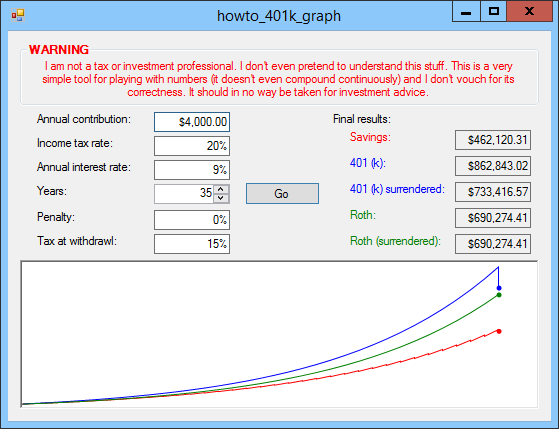 howto_401k_graph
WARNING
I am not a tax or investment professional. I don't even pretend to understand this stuff. This is a very
simple tool for playing with numbers (it doesn't even compound continuously) and I don't vouch for its
correctness. It should in no way be taken for investment advice.
Annual contribution: $4,000.00
Income tax rate: 20%
Annual interest rate: 9%
Years: 35 Go
Penalty: 0%
Tax at withdrawl: 15%
Final results:
Savings: $462,120.31
401 (k): $862,843.02
401 (k) surrendered: $733,416.57
Roth: $690,274.41
Roth (surrendered): $690,274.41